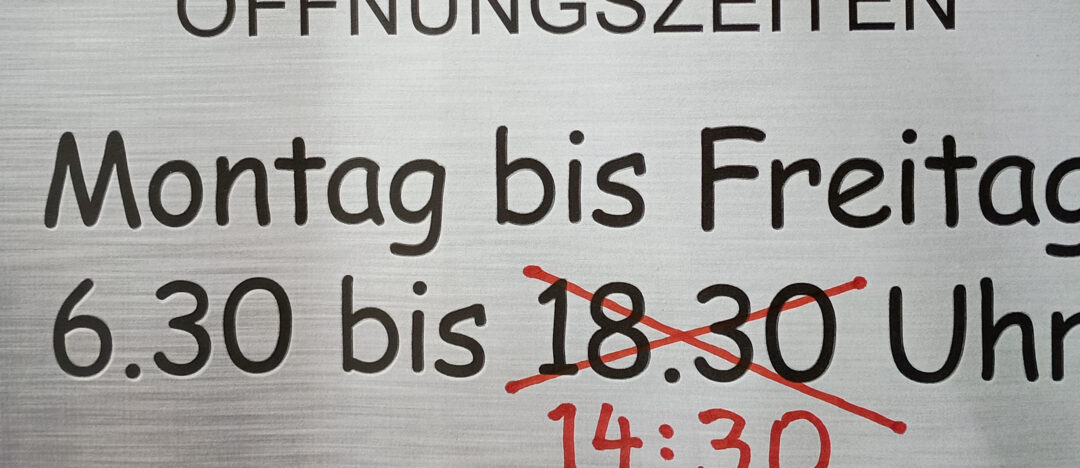 ÖFFNUNGSZEITEN
Montag bis Freitag
6.30 bis 18.30 Uhr
14:30